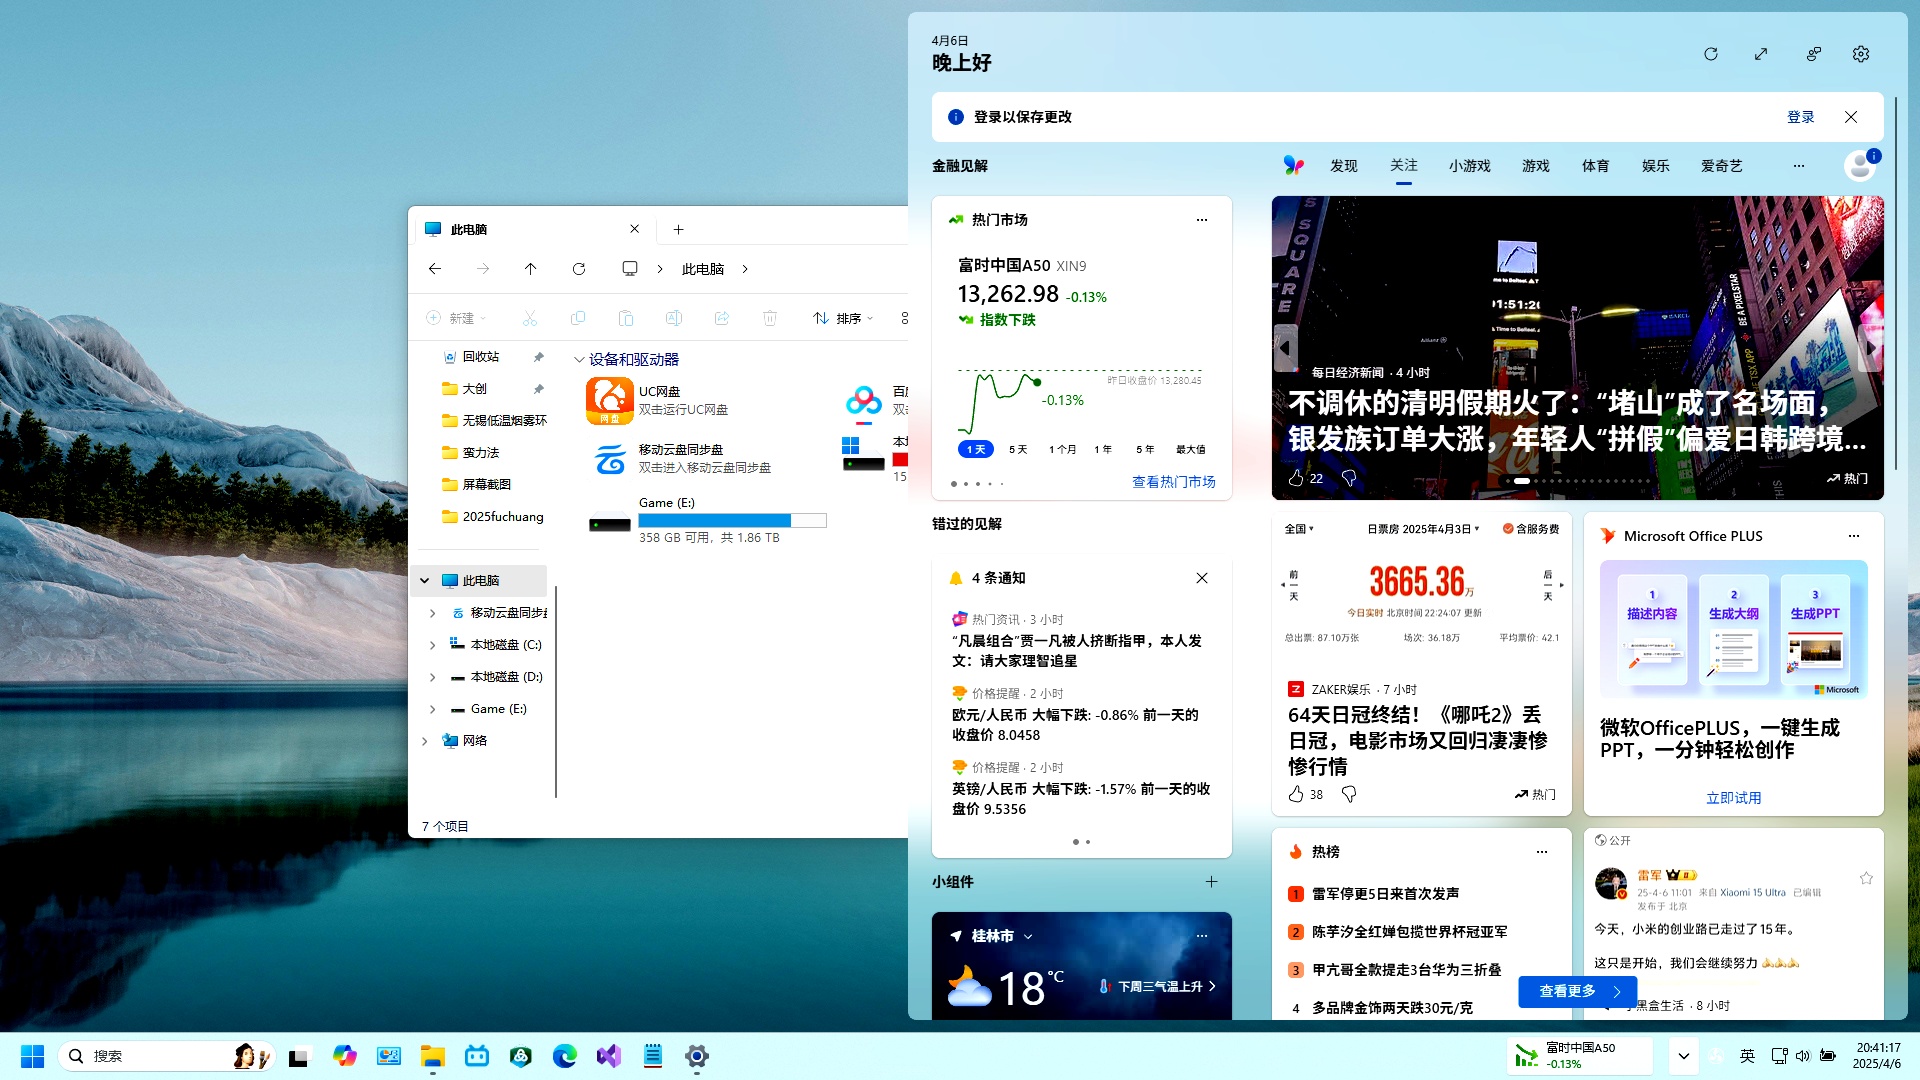 4月6日
晚上好
登录以保存更改
登录
金融见解
发现
关注
小游戏
游戏
体育
娱乐
爱奇艺
热门市场
富时中国A50 XIN9
13,262.98 -0.13%
指数下跌
昨日收盘价 13,280.45
-0.13%
1 天
5 天
1 个月
1 年
5 年
最大值
查看热门市场
错过的见解
4 条通知
热门资讯 · 3 小时
“凡晨组合”贾一凡被人挤断指甲，本人发
文：请大家理智追星
价格提醒 · 2 小时
欧元/人民币 大幅下跌: -0.86% 前一天的
收盘价 8.0458
价格提醒 · 2 小时
英镑/人民币 大幅下跌: -1.57% 前一天的收
盘价 9.5356
小组件
桂林市
18°C
下周三气温上升
SQUARE
01:51:20
BE A PIXELSTAR
每日经济新闻 · 4 小时
不调休的清明假期火了：“堵山”成了名场面，
银发族订单大涨，年轻人“拼假”偏爱日韩跨境...
22
热门
全国
日票房 2025年4月3日
含服务费
前一天
3665.36万
后一天
今日实时 北京时间 22:24:07 更新
总出票: 87.10万张
场次: 36.18万
平均票价: 42.1
ZAKER娱乐 · 7 小时
64天日冠终结！《哪吒2》丢
日冠，电影市场又回归凄凄惨
惨行情
38
热门
Microsoft Office PLUS
1
描述内容
2
生成大纲
3
生成PPT
Microsoft
微软OfficePLUS，一键生成
PPT，一分钟轻松创作
立即试用
热榜
1 雷军停更5日来首次发声
2 陈芋汐全红婵包揽世界杯冠亚军
3 甲亢哥全款提走3台华为三折叠
4 多品牌金饰两天跌30元/克
公开
雷军
25-4-6 11:01 来自 Xiaomi 15 Ultra 已编辑
发布于 北京
今天，小米的创业路已走过了15年。
这只是开始，我们会继续努力
黑盒生活 · 8 小时
查看更多
此电脑
此电脑
新建
排序
回收站
大创
无锡低温烟雾环
蛮力法
屏幕截图
2025fuchuang
此电脑
移动云盘同步盘
本地磁盘 (C:)
本地磁盘 (D:)
Game (E:)
网络
设备和驱动器
UC网盘
双击运行UC网盘
网盘
移动云盘同步盘
双击进入移动云盘同步盘
Game (E:)
358 GB 可用，共 1.86 TB
百
双
本
15
7 个项目
搜索
富时中国A50
-0.13%
英
20:41:17
2025/4/6